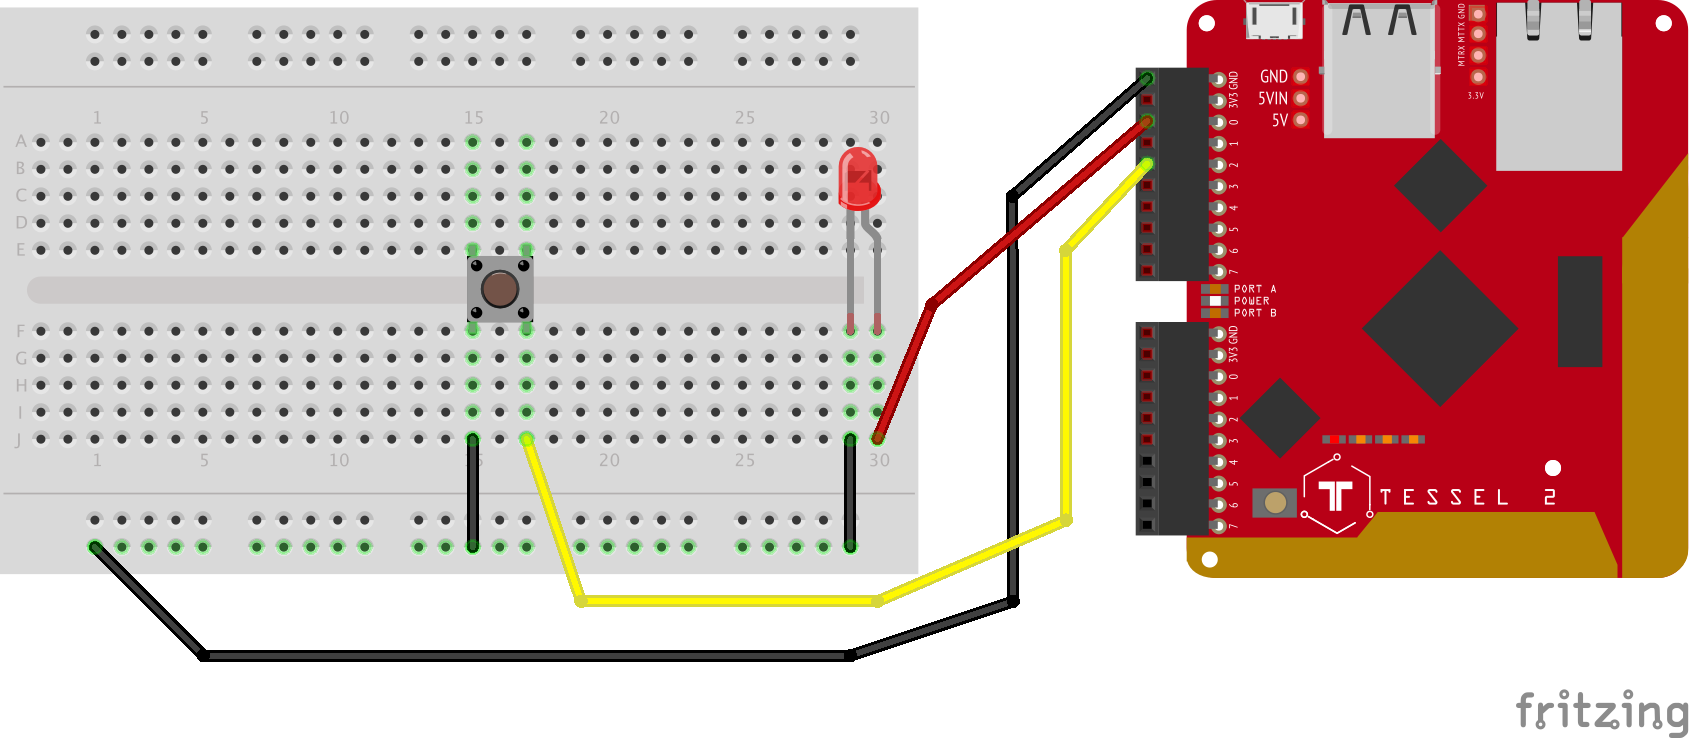 1 5 10 15 20 25 30
A
B
C
D
E
F
G
H
I
J
1 5 10 15 20 25 30
GND
5VIN
5V
MTRX MTTX GND
3.3V
GND
3V3
0
1
2
3
4
5
6
7
PORT A
POWER
PORT B
GND
3V3
0
1
2
3
4
5
6
7
TESSEL 2
fritzing